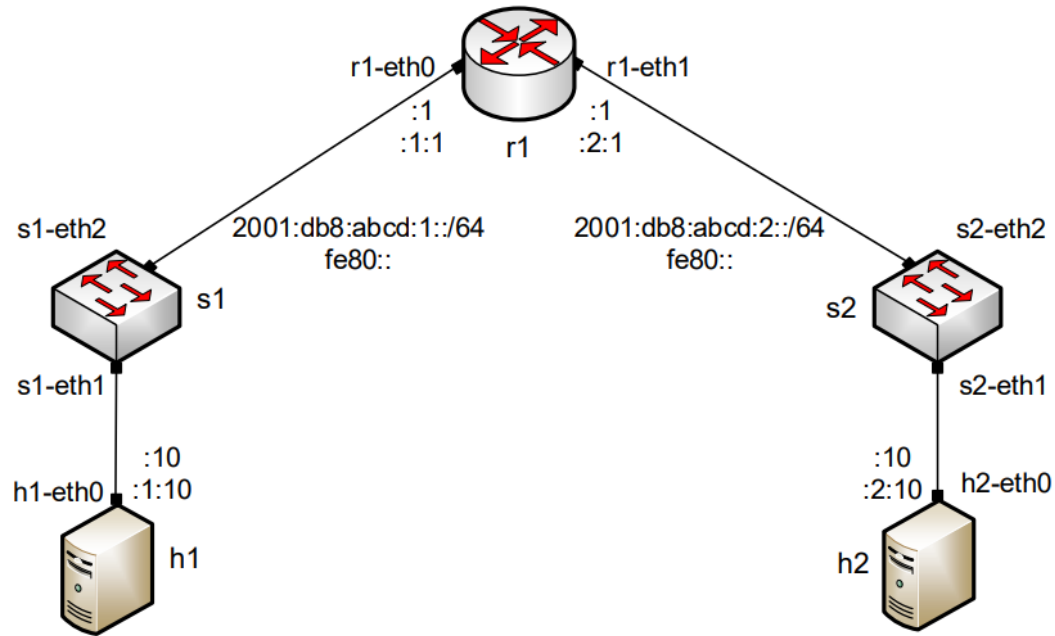 r1-eth0
r1-eth1
:1
:1:1
:1
:2:1
r1
s1-eth2
2001:db8:abcd:1::/64
fe80::
2001:db8:abcd:2::/64
fe80::
s2-eth2
s1
s2
s1-eth1
s2-eth1
:10
:1:10
h1-eth0
:10
:2:10
h2-eth0
h1
h2